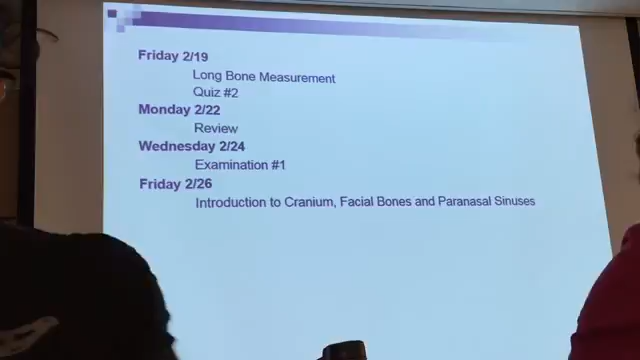 Friday 2/19
Long Bone Measurement
Quiz #2
Monday 2/22
Review
Wednesday 2/24
Examination #1
Friday 2/26
Introduction to Cranium, Facial Bones and Paranasal Sinuses